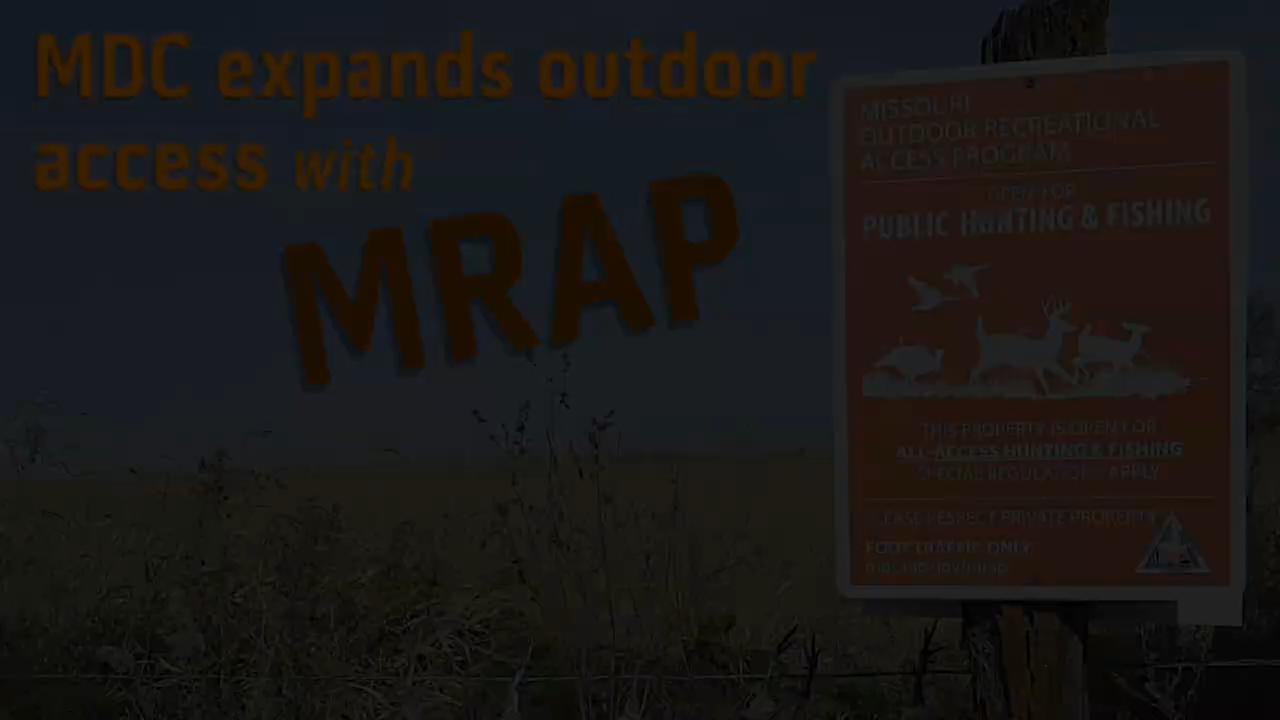 MDC expands outdoor
access with
MRAP
MISSOURI
OUTDOOR RECREATIONAL
ACCESS PROGRAM
OPEN FOR
PUBLIC HUNTING & FISHING
THIS PROPERTY IS OPEN FOR
ALL-ACCESS HUNTING & FISHING
SPECIAL REGULATIONS APPLY
PLEASE RESPECT PRIVATE PROPERTY
FOOT TRAFFIC ONLY